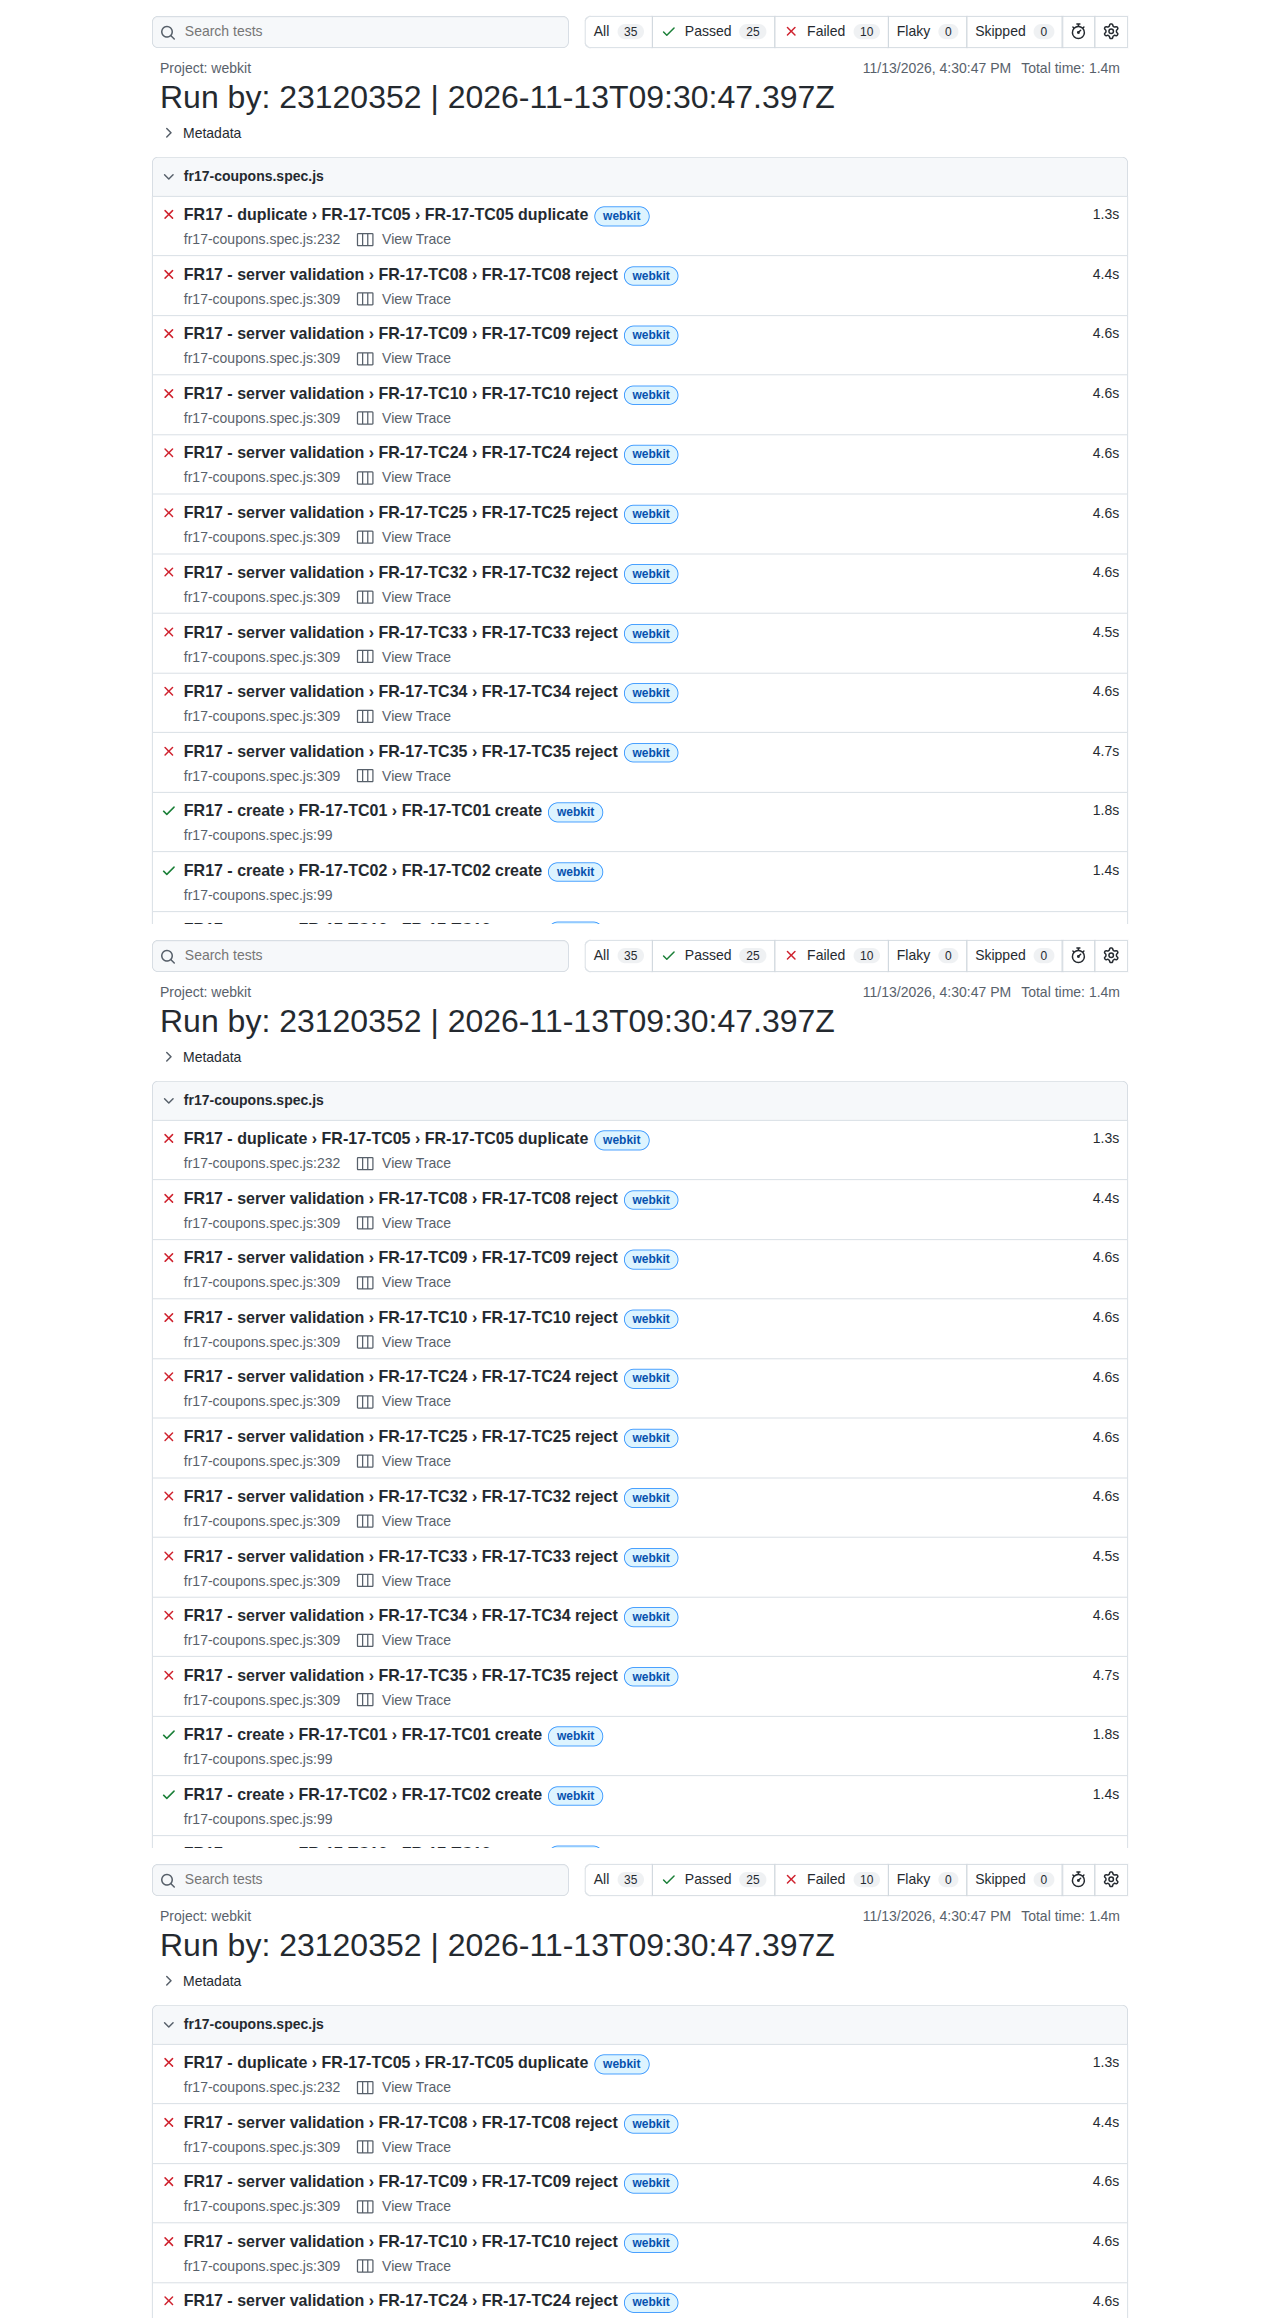 Search tests
All 35 Passed 25 Failed 10 Flaky 0 Skipped 0
Project: webkit 11/13/2026, 4:30:47 PM Total time: 1.4m
Run by: 23120352 | 2026-11-13T09:30:47.397Z
Metadata
fr17-coupons.spec.js
FR17 - duplicate › FR-17-TC05 › FR-17-TC05 duplicate webkit 1.3s
fr17-coupons.spec.js:232 View Trace
FR17 - server validation › FR-17-TC08 › FR-17-TC08 reject webkit 4.4s
fr17-coupons.spec.js:309 View Trace
FR17 - server validation › FR-17-TC09 › FR-17-TC09 reject webkit 4.6s
fr17-coupons.spec.js:309 View Trace
FR17 - server validation › FR-17-TC10 › FR-17-TC10 reject webkit 4.6s
fr17-coupons.spec.js:309 View Trace
FR17 - server validation › FR-17-TC24 › FR-17-TC24 reject webkit 4.6s
fr17-coupons.spec.js:309 View Trace
FR17 - server validation › FR-17-TC25 › FR-17-TC25 reject webkit 4.6s
fr17-coupons.spec.js:309 View Trace
FR17 - server validation › FR-17-TC32 › FR-17-TC32 reject webkit 4.6s
fr17-coupons.spec.js:309 View Trace
FR17 - server validation › FR-17-TC33 › FR-17-TC33 reject webkit 4.5s
fr17-coupons.spec.js:309 View Trace
FR17 - server validation › FR-17-TC34 › FR-17-TC34 reject webkit 4.6s
fr17-coupons.spec.js:309 View Trace
FR17 - server validation › FR-17-TC35 › FR-17-TC35 reject webkit 4.7s
fr17-coupons.spec.js:309 View Trace
FR17 - create › FR-17-TC01 › FR-17-TC01 create webkit 1.8s
fr17-coupons.spec.js:99
FR17 - create › FR-17-TC02 › FR-17-TC02 create webkit 1.4s
fr17-coupons.spec.js:99
Search tests
All 35 Passed 25 Failed 10 Flaky 0 Skipped 0
Project: webkit 11/13/2026, 4:30:47 PM Total time: 1.4m
Run by: 23120352 | 2026-11-13T09:30:47.397Z
Metadata
fr17-coupons.spec.js
FR17 - duplicate › FR-17-TC05 › FR-17-TC05 duplicate webkit 1.3s
fr17-coupons.spec.js:232 View Trace
FR17 - server validation › FR-17-TC08 › FR-17-TC08 reject webkit 4.4s
fr17-coupons.spec.js:309 View Trace
FR17 - server validation › FR-17-TC09 › FR-17-TC09 reject webkit 4.6s
fr17-coupons.spec.js:309 View Trace
FR17 - server validation › FR-17-TC10 › FR-17-TC10 reject webkit 4.6s
fr17-coupons.spec.js:309 View Trace
FR17 - server validation › FR-17-TC24 › FR-17-TC24 reject webkit 4.6s
fr17-coupons.spec.js:309 View Trace
FR17 - server validation › FR-17-TC25 › FR-17-TC25 reject webkit 4.6s
fr17-coupons.spec.js:309 View Trace
FR17 - server validation › FR-17-TC32 › FR-17-TC32 reject webkit 4.6s
fr17-coupons.spec.js:309 View Trace
FR17 - server validation › FR-17-TC33 › FR-17-TC33 reject webkit 4.5s
fr17-coupons.spec.js:309 View Trace
FR17 - server validation › FR-17-TC34 › FR-17-TC34 reject webkit 4.6s
fr17-coupons.spec.js:309 View Trace
FR17 - server validation › FR-17-TC35 › FR-17-TC35 reject webkit 4.7s
fr17-coupons.spec.js:309 View Trace
FR17 - create › FR-17-TC01 › FR-17-TC01 create webkit 1.8s
fr17-coupons.spec.js:99
FR17 - create › FR-17-TC02 › FR-17-TC02 create webkit 1.4s
fr17-coupons.spec.js:99
Search tests
All 35 Passed 25 Failed 10 Flaky 0 Skipped 0
Project: webkit 11/13/2026, 4:30:47 PM Total time: 1.4m
Run by: 23120352 | 2026-11-13T09:30:47.397Z
Metadata
fr17-coupons.spec.js
FR17 - duplicate › FR-17-TC05 › FR-17-TC05 duplicate webkit 1.3s
fr17-coupons.spec.js:232 View Trace
FR17 - server validation › FR-17-TC08 › FR-17-TC08 reject webkit 4.4s
fr17-coupons.spec.js:309 View Trace
FR17 - server validation › FR-17-TC09 › FR-17-TC09 reject webkit 4.6s
fr17-coupons.spec.js:309 View Trace
FR17 - server validation › FR-17-TC10 › FR-17-TC10 reject webkit 4.6s
fr17-coupons.spec.js:309 View Trace
FR17 - server validation › FR-17-TC24 › FR-17-TC24 reject webkit 4.6s